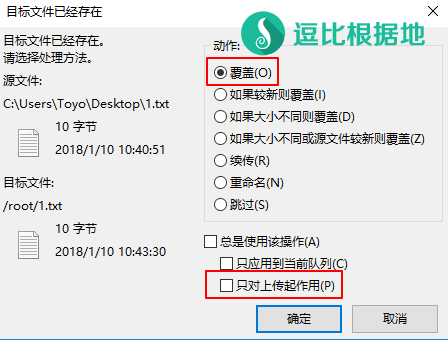 目标文件已经存在
逗比根据地
目标文件已经存在。
请选择处理方法。
源文件:
C:\Users\Toyo\Desktop\1.txt
10 字节
2018/1/10 10:40:51
目标文件:
/root/1.txt
10 字节
2018/1/10 10:43:30
动作:
覆盖(O)
如果较新则覆盖(I)
如果大小不同则覆盖(D)
如果大小不同或源文件较新则覆盖(Z)
续传(R)
重命名(N)
跳过(S)
总是使用该操作(A)
只应用到当前队列(C)
只对上传起作用(P)
确定
取消